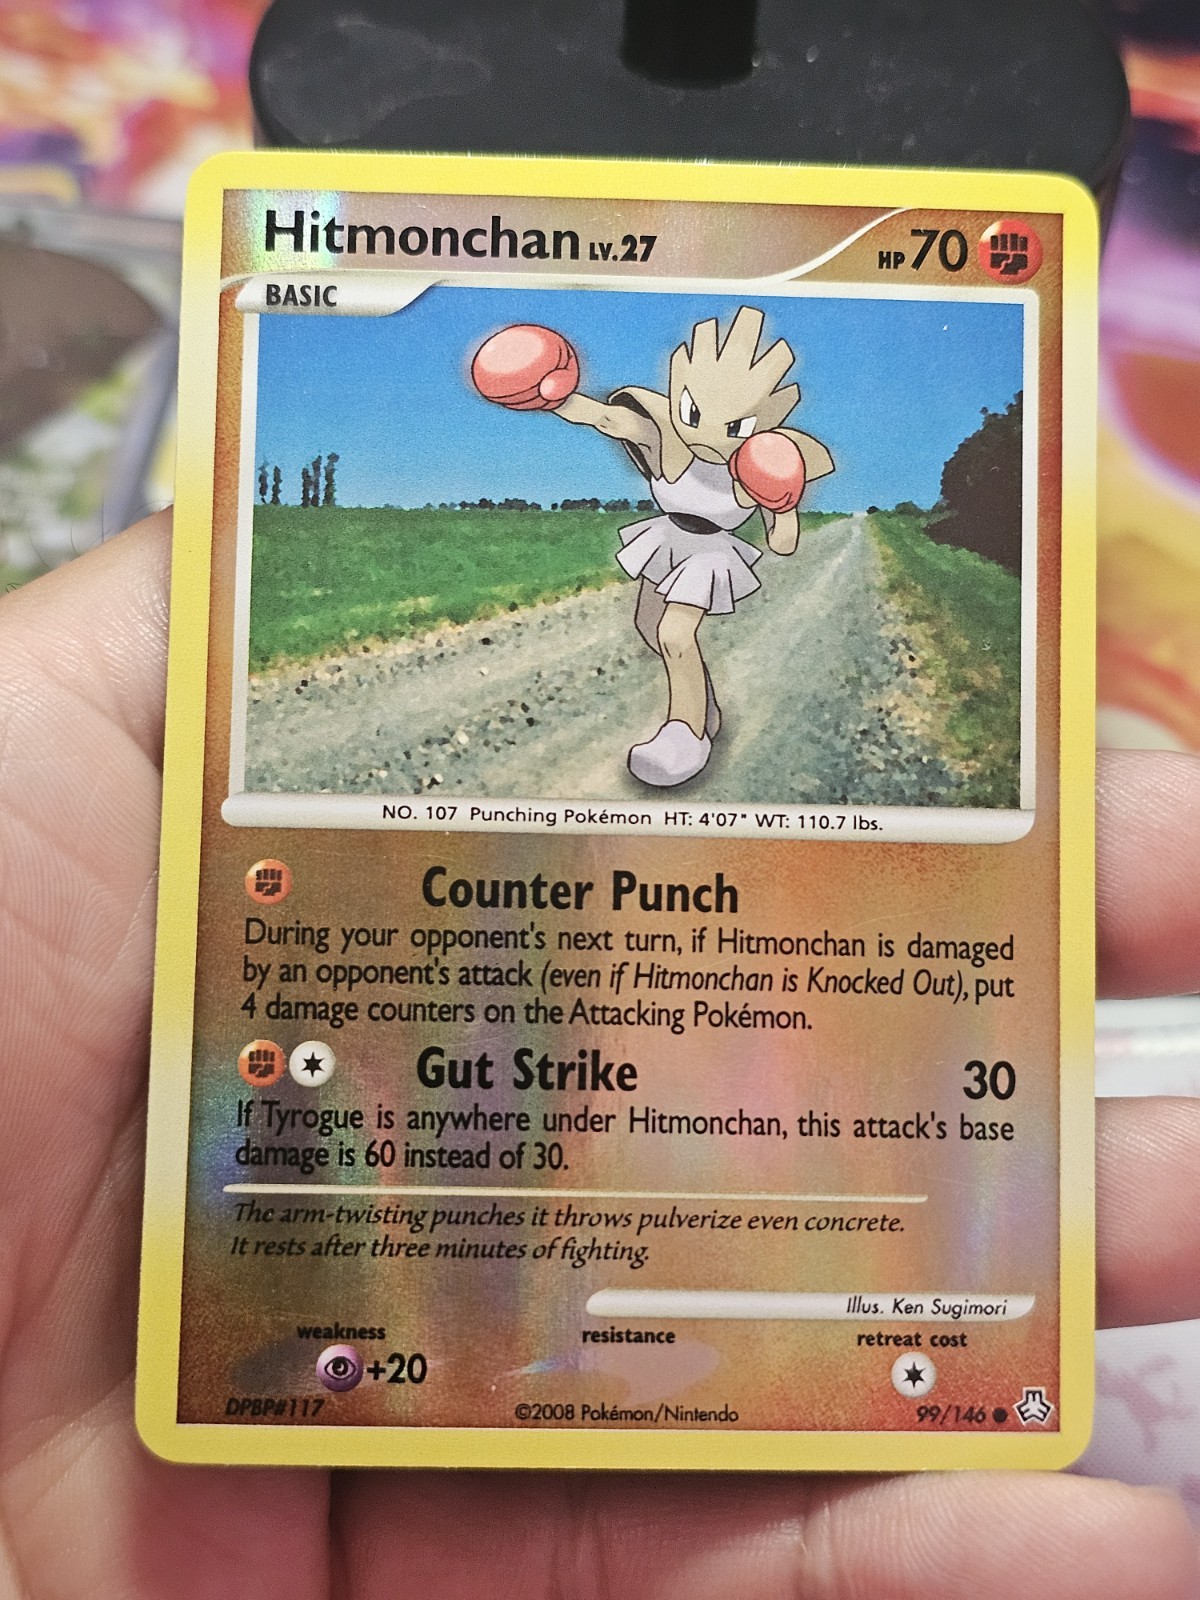 Hitmonchan LV.27 HP 70
BASIC
NO. 107 Punching Pokémon HT: 4'07" WT: 110.7 lbs.
Counter Punch
During your opponent's next turn, if Hitmonchan is damaged
by an opponent's attack (even if Hitmonchan is Knocked Out), put
4 damage counters on the Attacking Pokémon.
Gut Strike 30
If Tyrogue is anywhere under Hitmonchan, this attack's base
damage is 60 instead of 30.
The arm-twisting punches it throws pulverize even concrete.
It rests after three minutes of fighting.
Illus. Ken Sugimori
weakness resistance retreat cost
+20
DPBP#117 ©2008 Pokémon/Nintendo 99/146